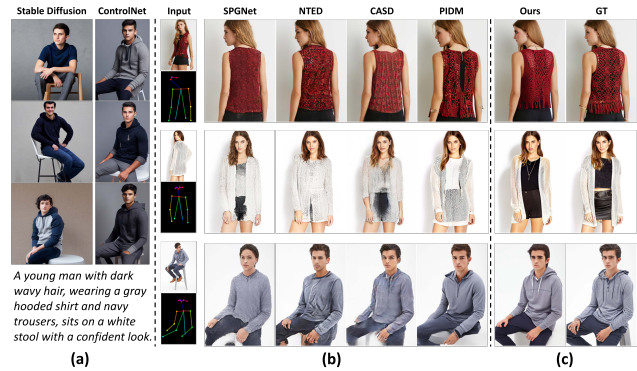 Stable Diffusion ControlNet Input SPGNet NTED CASD PIDM Ours GT
A young man with dark
wavy hair, wearing a gray
hooded shirt and navy
trousers, sits on a white
stool with a confident look.
(a) (b) (c)